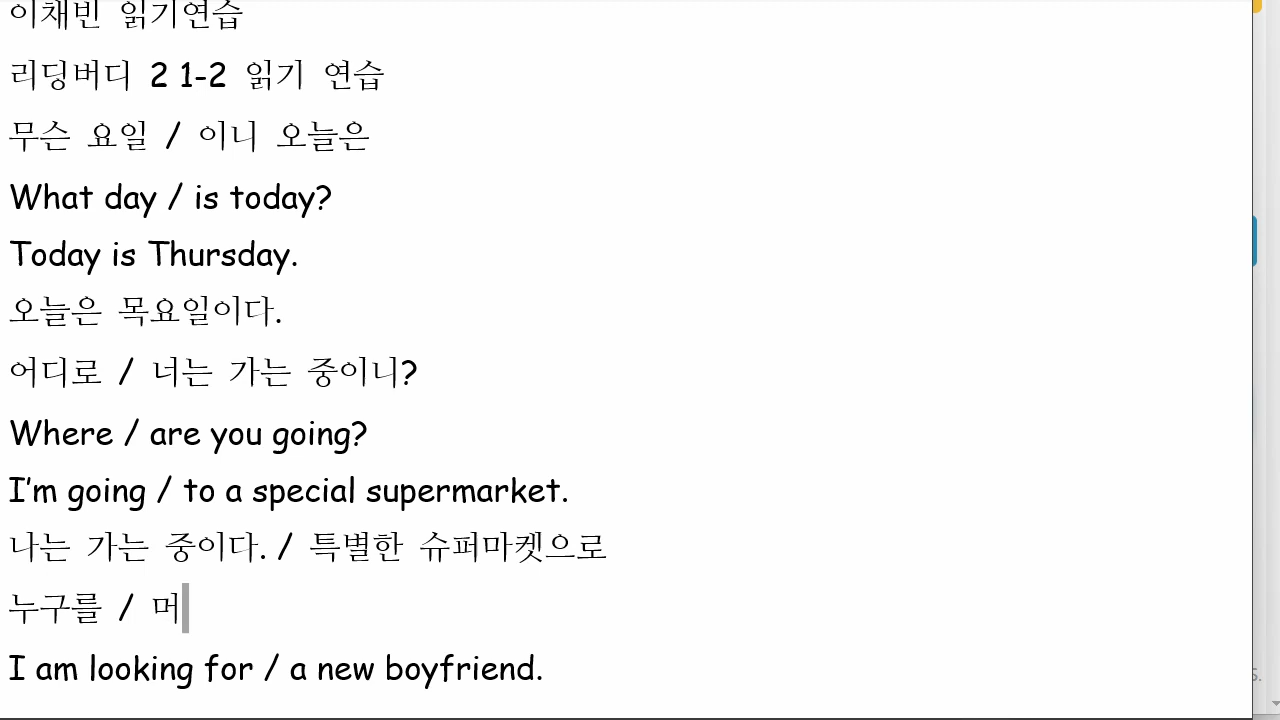 이채빈 읽기연습
리딩버디 2 1-2 읽기 연습
무슨 요일 / 이니 오늘은
What day / is today?
Today is Thursday.
오늘은 목요일이다.
어디로 / 너는 가는 중이니?
Where / are you going?
I’m going / to a special supermarket.
나는 가는 중이다. / 특별한 슈퍼마켓으로
누구를 / 머
I am looking for / a new boyfriend.